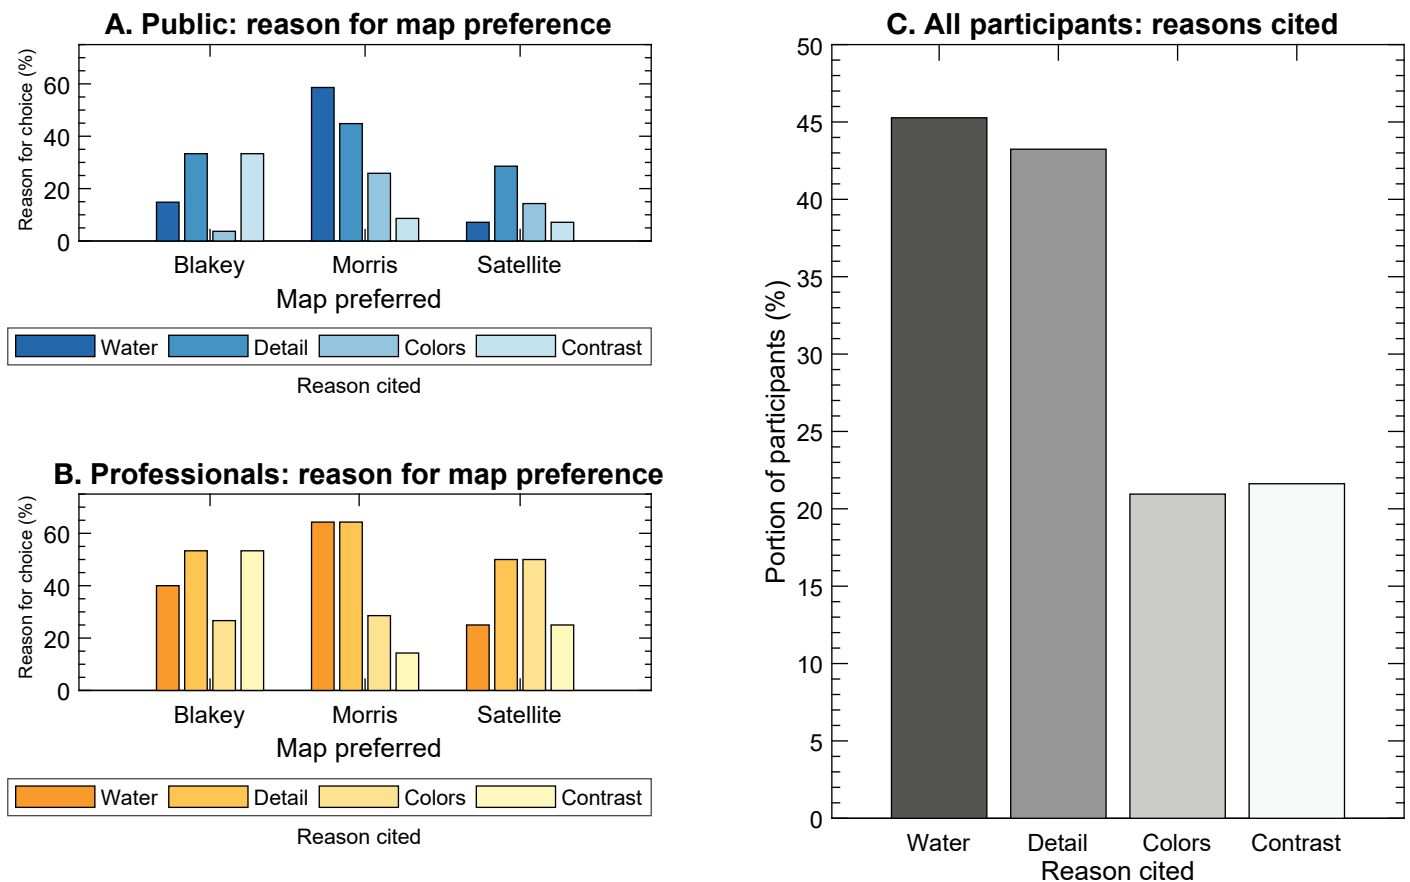 A. Public: reason for map preference
Reason for choice (%)
60
40
20
0
Blakey Morris Satellite
Map preferred
Water Detail Colors Contrast
Reason cited
B. Professionals: reason for map preference
Reason for choice (%)
60
40
20
0
Blakey Morris Satellite
Map preferred
Water Detail Colors Contrast
Reason cited
C. All participants: reasons cited
Portion of participants (%)
50
45
40
35
30
25
20
15
10
5
0
Water Detail Colors Contrast
Reason cited